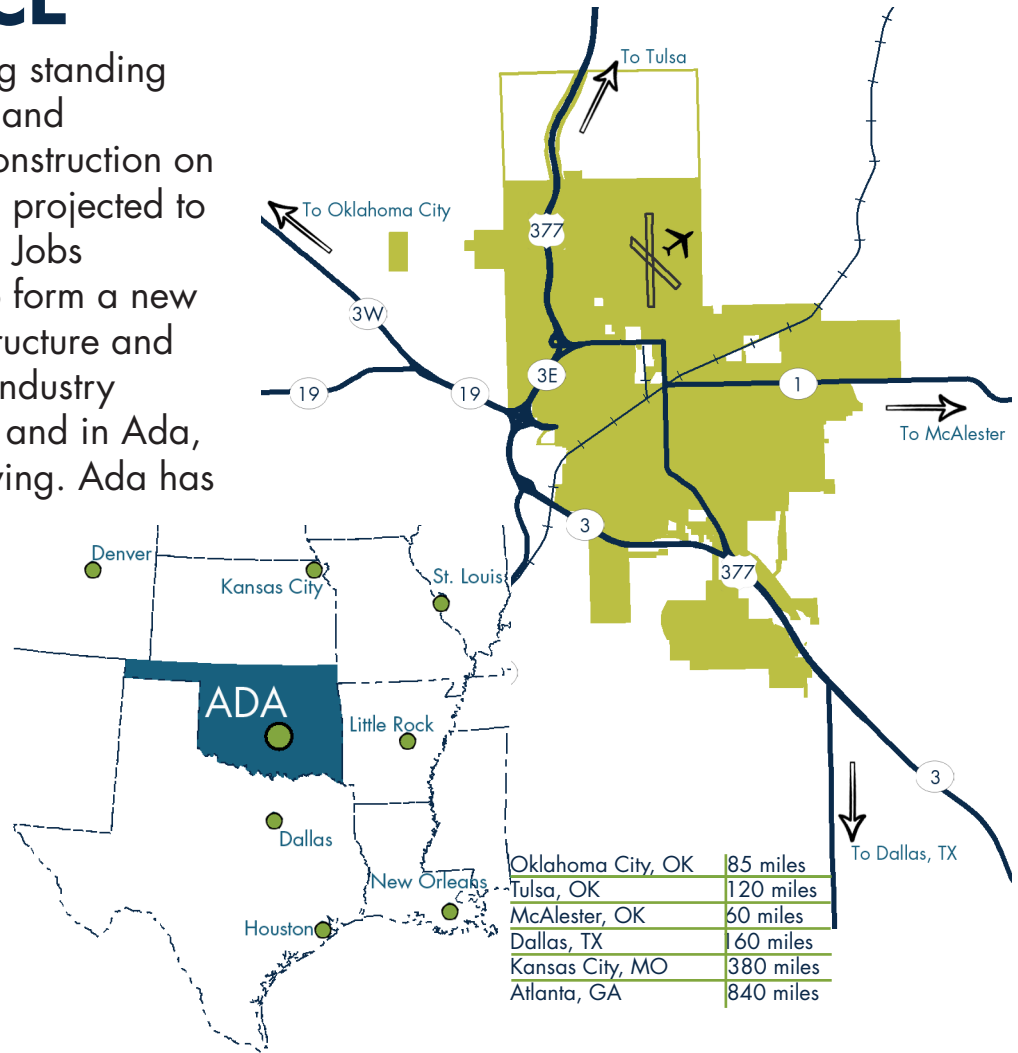 CE
g standing
and
onstruction on
projected to
Jobs
form a new
ructure and
ndustry
and in Ada,
ving. Ada has
To Tulsa
To Oklahoma City
377
3W
3E
19
19
1
To McAlester
3
377
3
To Dallas, TX
Denver
Kansas City
St. Louis
ADA
Little Rock
Dallas
New Orleans
Houston
Oklahoma City, OK 85 miles
Tulsa, OK 120 miles
McAlester, OK 60 miles
Dallas, TX 160 miles
Kansas City, MO 380 miles
Atlanta, GA 840 miles